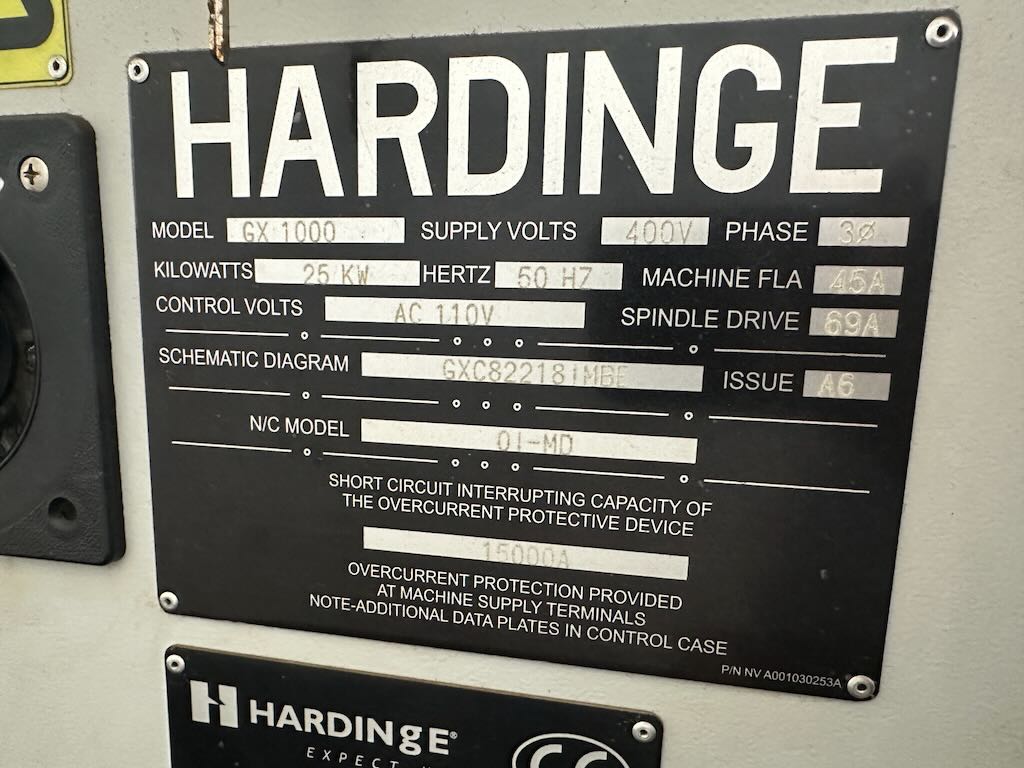 HARDINGE
MODEL GX 1000 SUPPLY VOLTS 400V PHASE 3Ø
KILOWATTS 25 KW HERTZ 50 HZ MACHINE FLA 45A
CONTROL VOLTS AC 110V SPINDLE DRIVE 69A
SCHEMATIC DIAGRAM ISSUE A6
N/C MODEL OI-MD
SHORT CIRCUIT INTERRUPTING CAPACITY OF
THE OVERCURRENT PROTECTIVE DEVICE
15000A
OVERCURRENT PROTECTION PROVIDED
AT MACHINE SUPPLY TERMINALS
NOTE-ADDITIONAL DATA PLATES IN CONTROL CASE
P/N NV A001030253A
H HARDINgE®
EXPECT
CE